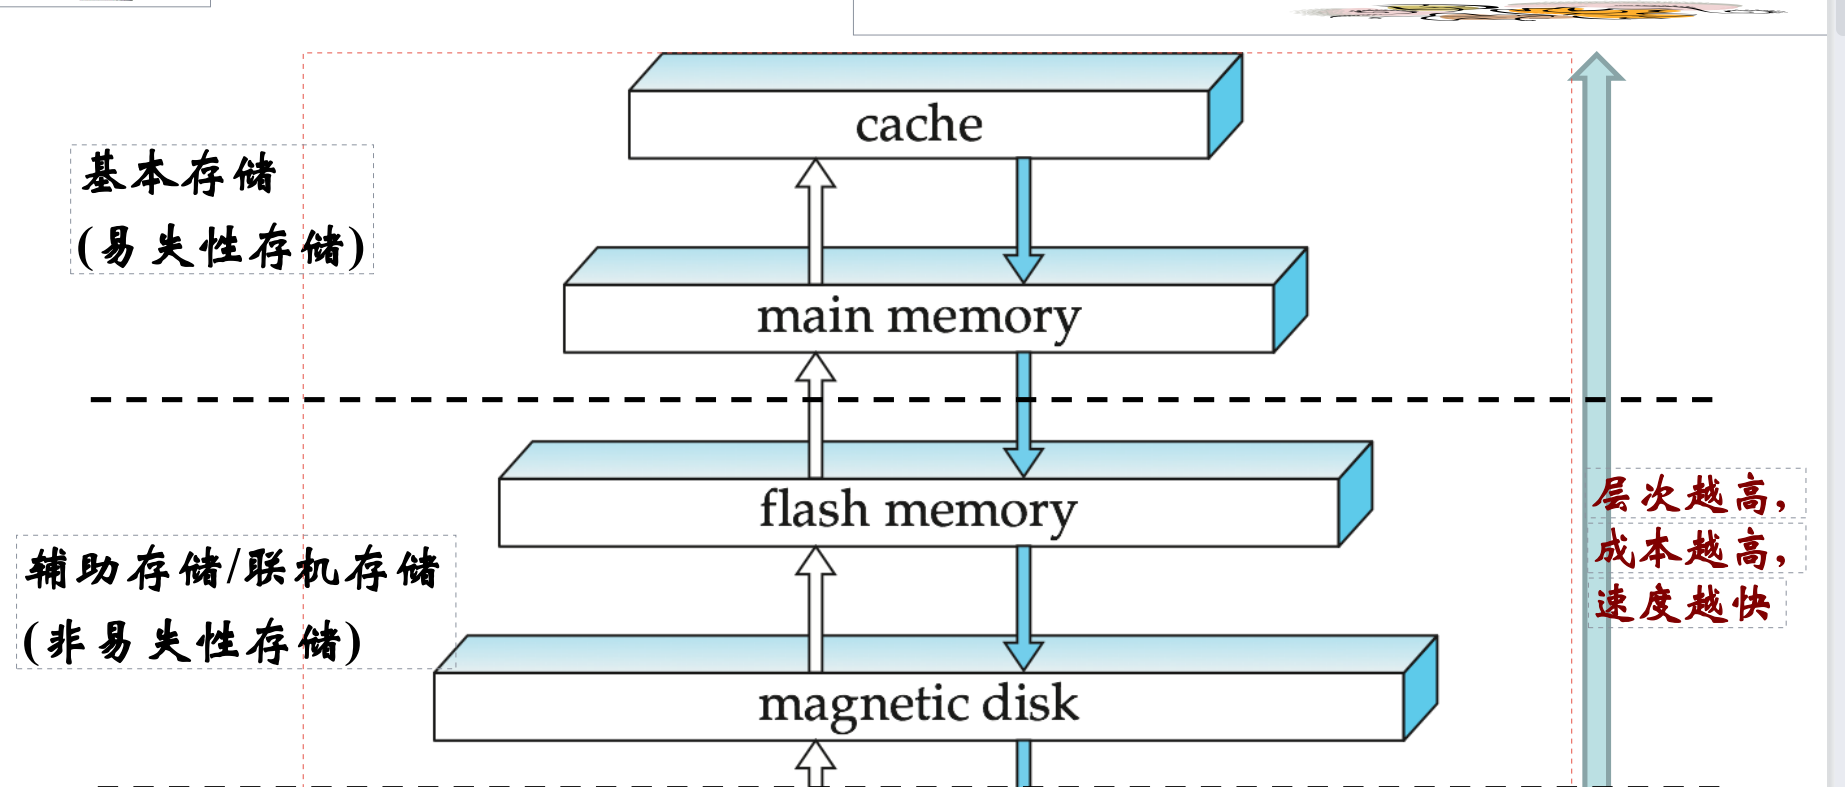 cache
基本存储
(易失性存储)
main memory
flash memory
层次越高，
成本越高，
速度越快
辅助存储/联机存储
(非易失性存储)
magnetic disk